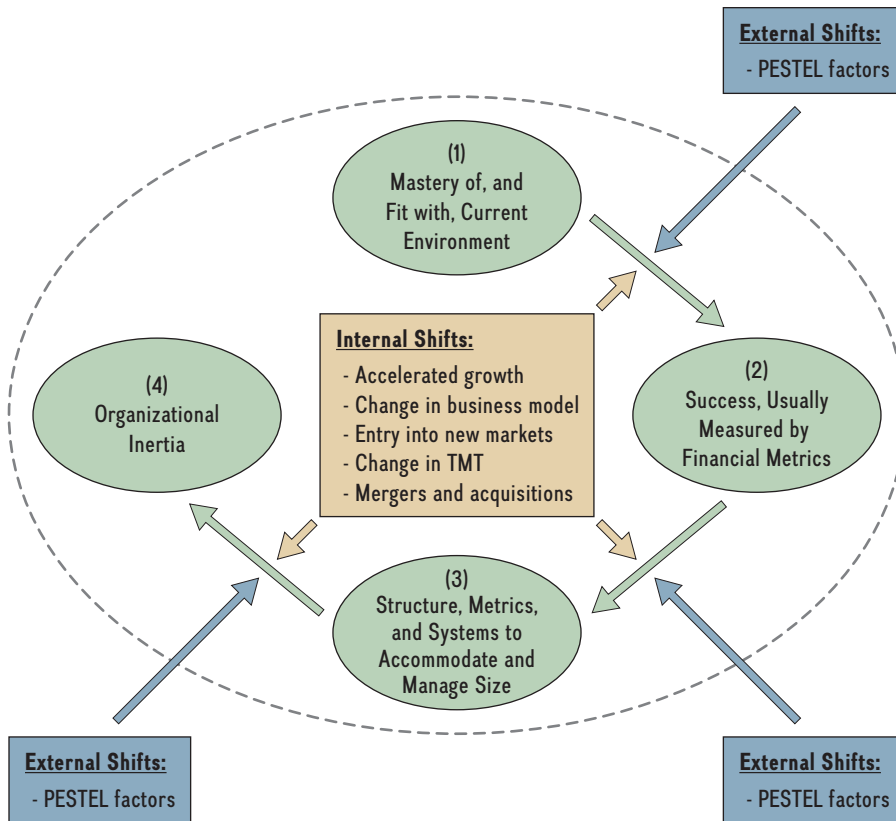 External Shifts:
- PESTEL factors
(1)
Mastery of, and
Fit with, Current
Environment
Internal Shifts:
- Accelerated growth
- Change in business model
- Entry into new markets
- Change in TMT
- Mergers and acquisitions
(4)
Organizational
Inertia
(2)
Success, Usually
Measured by
Financial Metrics
(3)
Structure, Metrics,
and Systems to
Accommodate and
Manage Size
External Shifts:
- PESTEL factors
External Shifts:
- PESTEL factors